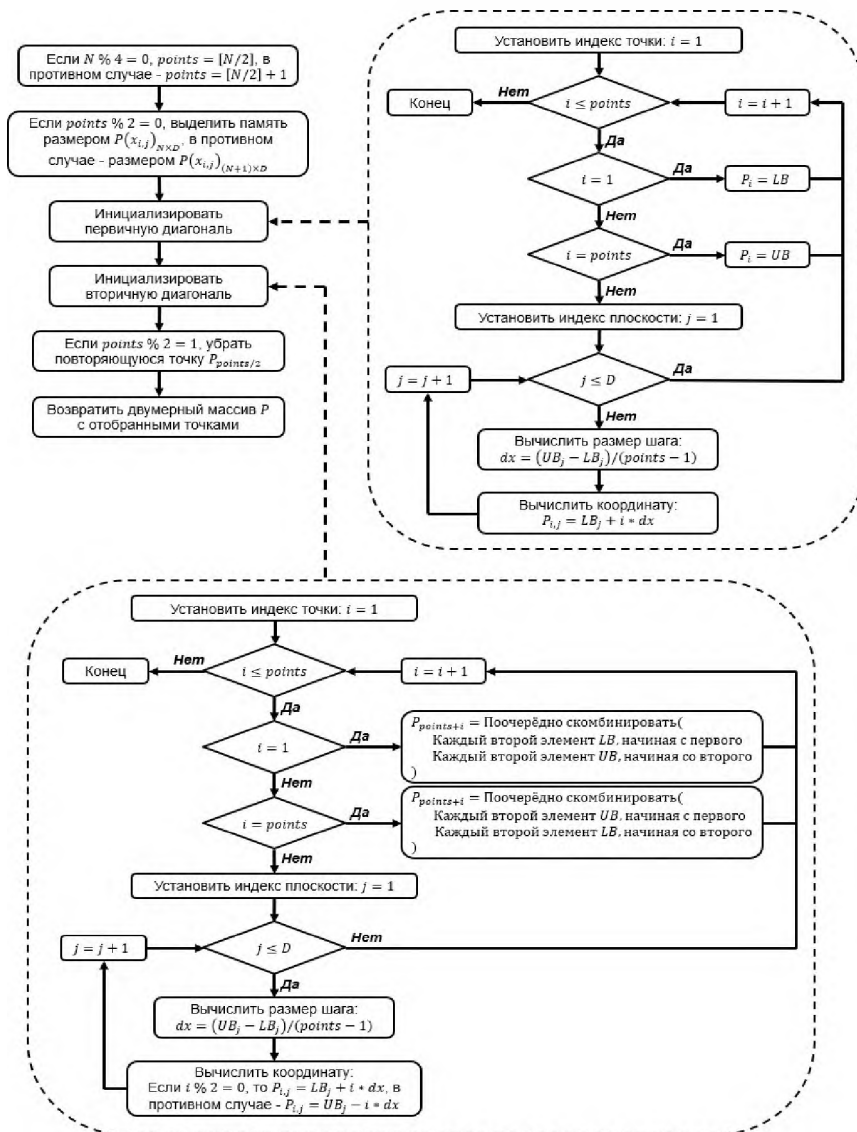 Если N % 4 = 0, points = [N/2], в
противном случае - points = [N/2] + 1
Если points % 2 = 0, выделить память
размером P(x_{i,j})_{N×D}, в противном
случае - размером P(x_{i,j})_{(N+1)×D}
Инициализировать
первичную диагональ
Инициализировать
вторичную диагональ
Если points % 2 = 1, убрать
повторяющуюся точку P_{points/2}
Возвратить двумерный массив P
с отобранными точками
Установить индекс точки: i = 1
Конец
Нет
i ≤ points
i = i + 1
Да
i = 1
Да
P_i = LB
Нет
i = points
Да
P_i = UB
Нет
Установить индекс плоскости: j = 1
j = j + 1
j ≤ D
Да
Нет
Вычислить размер шага:
dx = (UB_j − LB_j)/(points − 1)
Вычислить координату:
P_{i,j} = LB_j + i * dx
Установить индекс точки: i = 1
Конец
Нет
i ≤ points
i = i + 1
Да
i = 1
Да
P_{points+i} = Поочерёдно скомбинировать(
Каждый второй элемент LB, начиная с первого
Каждый второй элемент UB, начиная со второго
)
Нет
i = points
Да
P_{points+i} = Поочерёдно скомбинировать(
Каждый второй элемент UB, начиная с первого
Каждый второй элемент LB, начиная со второго
)
Нет
Установить индекс плоскости: j = 1
j = j + 1
j ≤ D
Нет
Да
Вычислить размер шага:
dx = (UB_j − LB_j)/(points − 1)
Вычислить координату:
Если i % 2 = 0, то P_{i,j} = LB_j + i * dx, в
противном случае - P_{i,j} = UB_j − i * dx